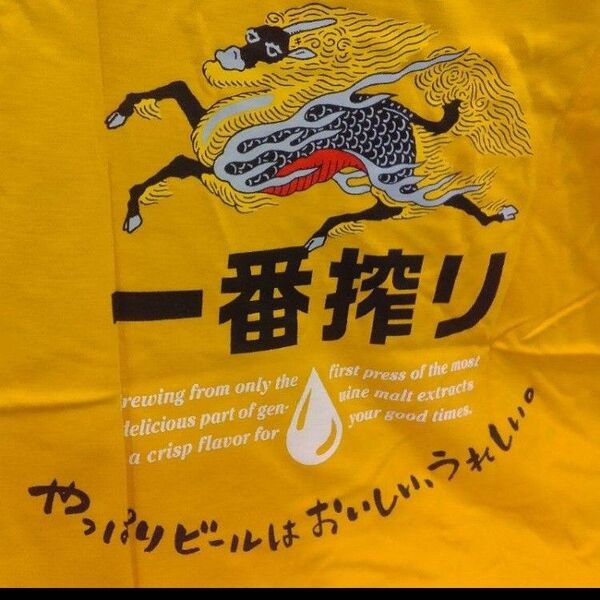 一番搾り
rewing from only the first press of the most
delicious part of gen- uine malt extracts
a crisp flavor for your good times.
やっぱりビールはおいしい、うれしい。